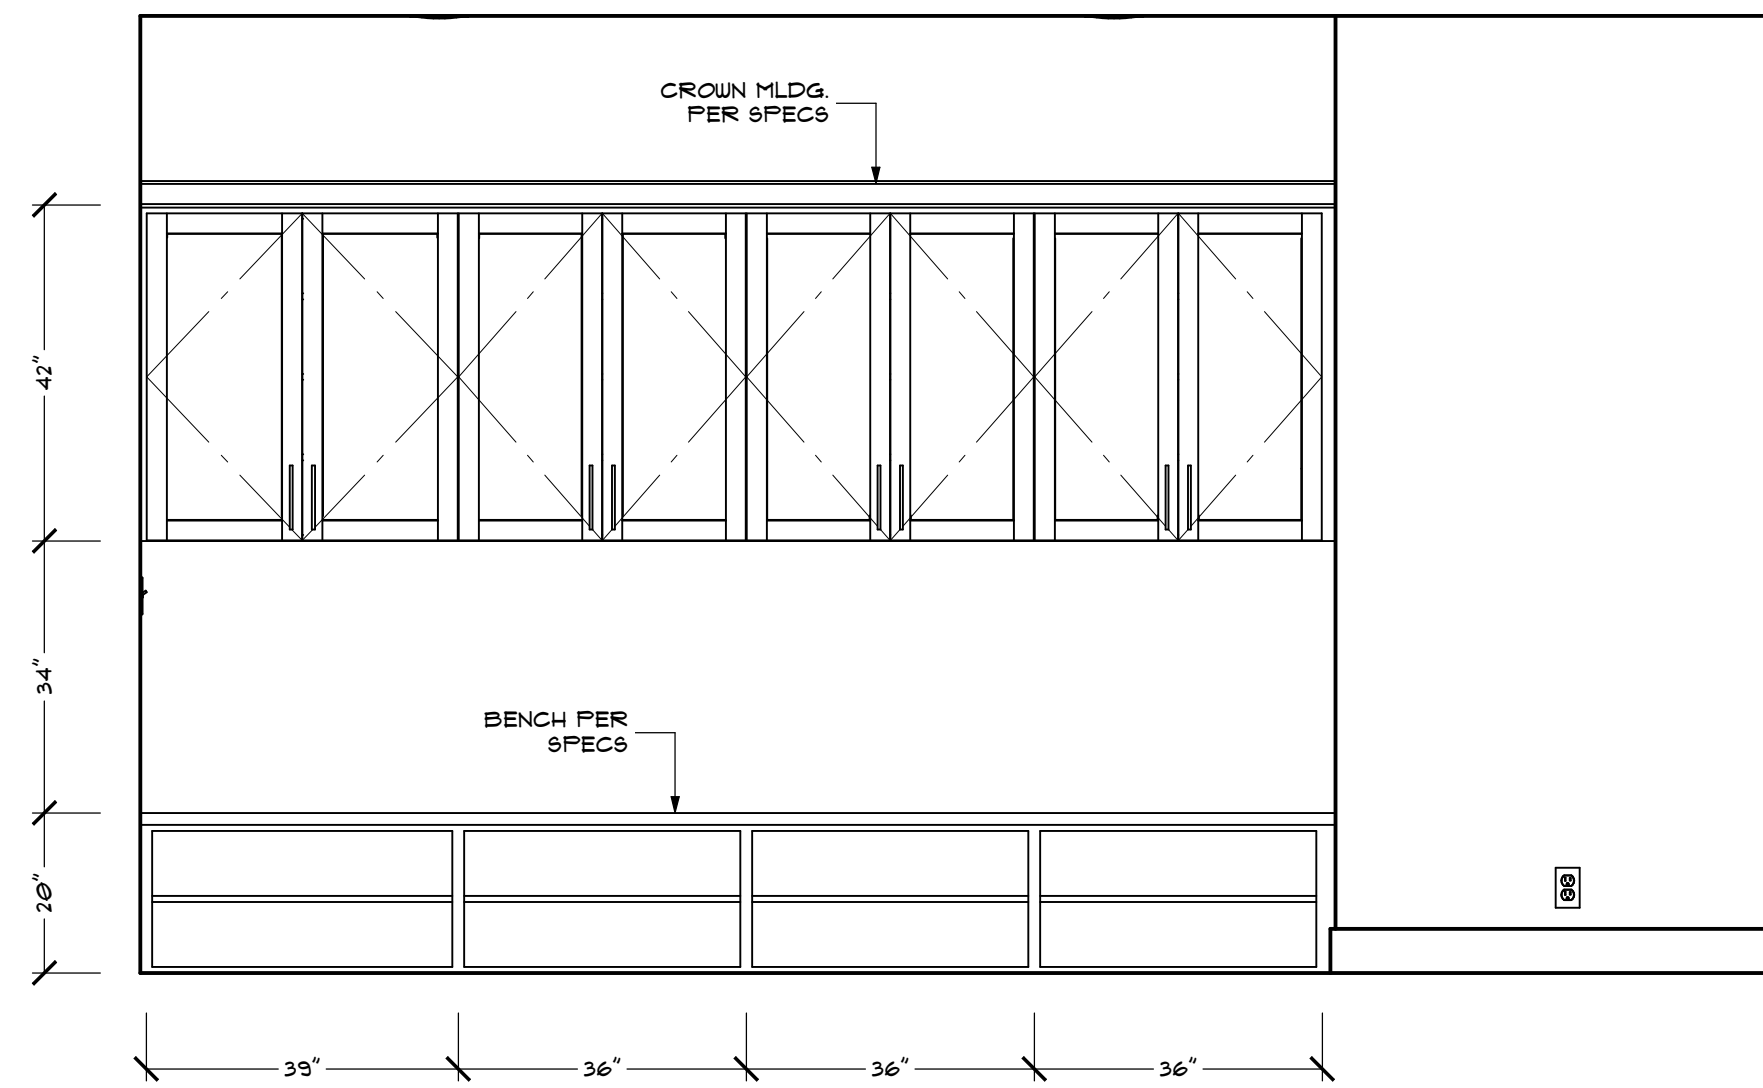 CROWN MLDG.
PER SPECS
42"
34"
BENCH PER
SPECS
20"
39"
36"
36"
36"